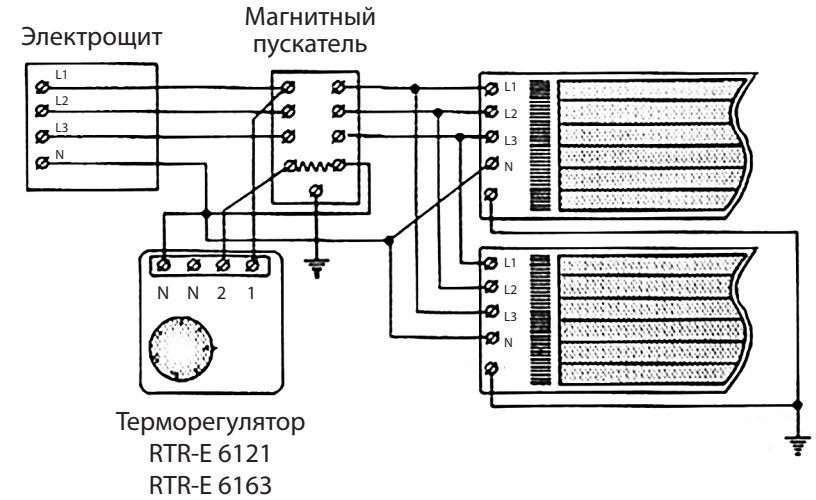 Электрощит
Магнитный
пускатель
L1
L2
L3
N
L1
L2
L3
N
L1
L2
L3
N
N N 2 1
Терморегулятор
RTR-E 6121
RTR-E 6163